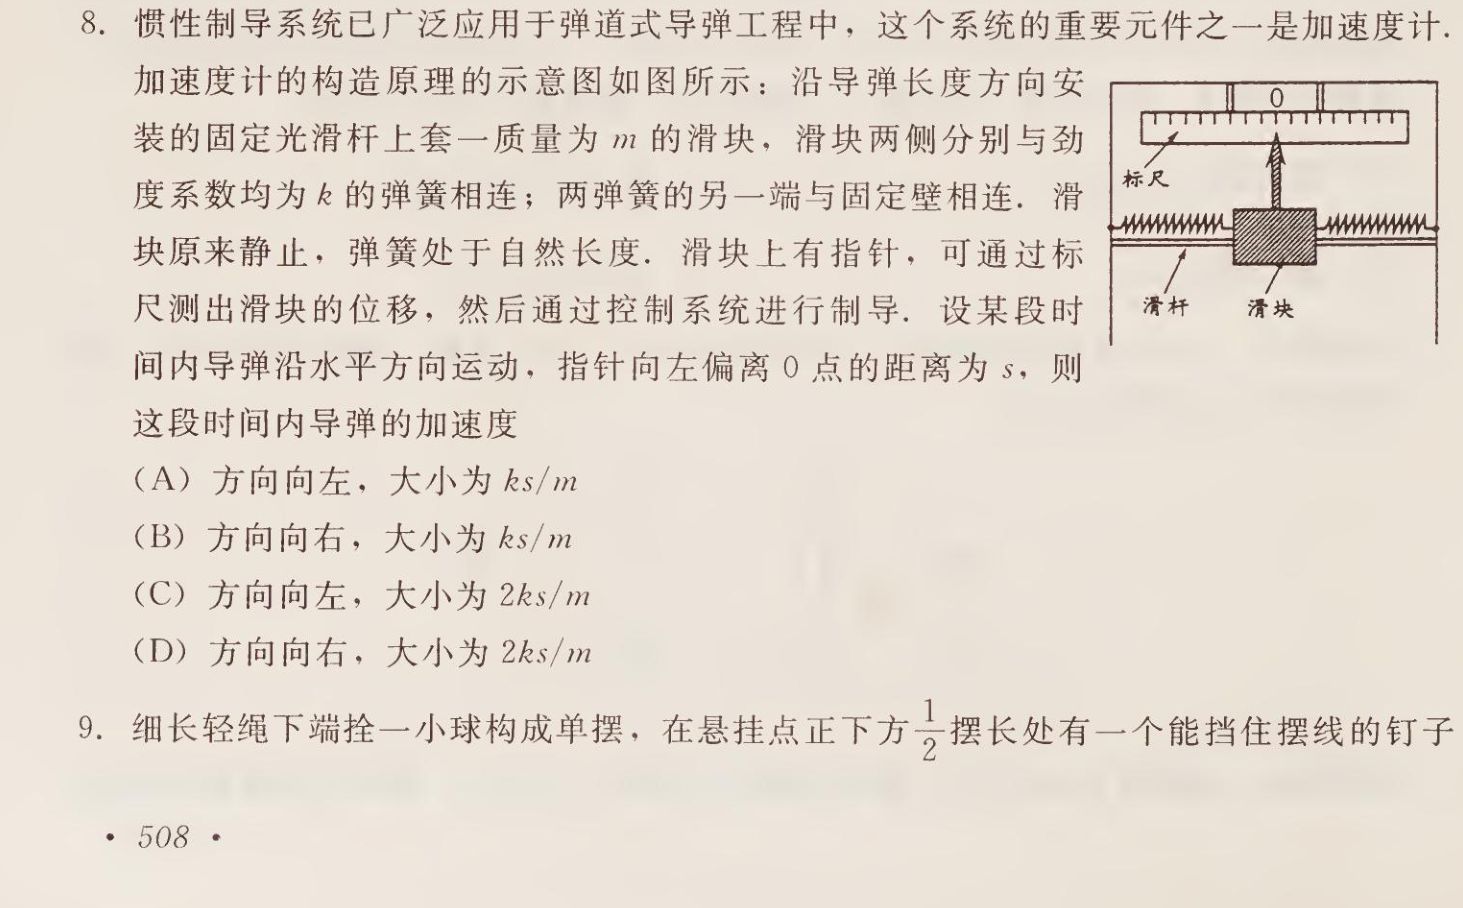 8. 惯性制导系统已广泛应用于弹道式导弹工程中，这个系统的重要元件之一是加速度计.
加速度计的构造原理的示意图如图所示：沿导弹长度方向安
装的固定光滑杆上套一质量为 m 的滑块，滑块两侧分别与劲
度系数均为 k 的弹簧相连；两弹簧的另一端与固定壁相连. 滑
块原来静止，弹簧处于自然长度. 滑块上有指针，可通过标
尺测出滑块的位移，然后通过控制系统进行制导. 设某段时
间内导弹沿水平方向运动，指针向左偏离 0 点的距离为 s，则
这段时间内导弹的加速度
0
标尺
滑杆
滑块
（A）方向向左，大小为 ks/m
（B）方向向右，大小为 ks/m
（C）方向向左，大小为 2ks/m
（D）方向向右，大小为 2ks/m
9. 细长轻绳下端拴一小球构成单摆，在悬挂点正下方 1/2 摆长处有一个能挡住摆线的钉子
• 508 •